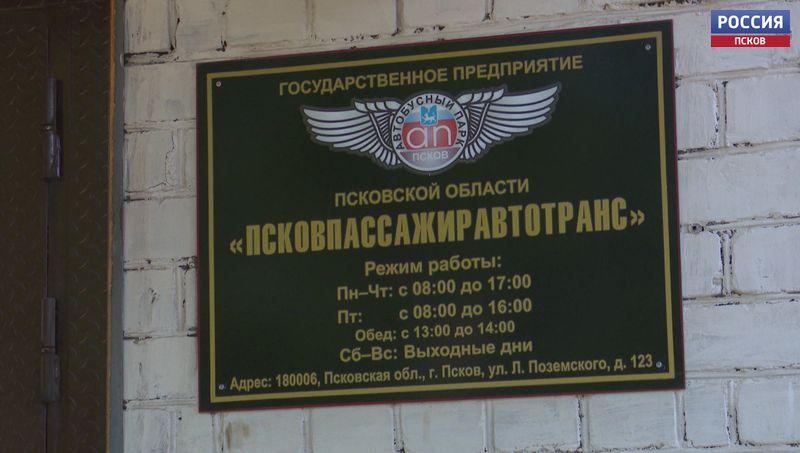 РОССИЯ
ПСКОВ
ГОСУДАРСТВЕННОЕ ПРЕДПРИЯТИЕ
АВТОБУСНЫЙ ПАРК
ап
ПСКОВ
ПСКОВСКОЙ ОБЛАСТИ
«ПСКОВПАССАЖИРАВТОТРАНС»
Режим работы:
Пн–Чт: с 08:00 до 17:00
Пт: с 08:00 до 16:00
Обед: с 13:00 до 14:00
Сб–Вс: Выходные дни
Адрес: 180006, Псковская обл., г. Псков, ул. Л. Поземского, д. 123